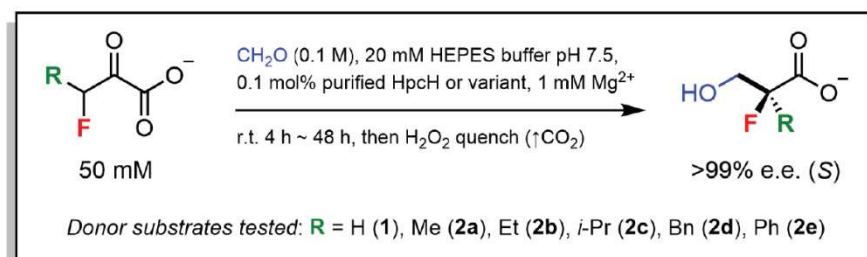 CH₂O (0.1 M), 20 mM HEPES buffer pH 7.5,
0.1 mol% purified HpcH or variant, 1 mM Mg²⁺
r.t. 4 h ~ 48 h, then H₂O₂ quench (↑CO₂)
R
O
O⁻
F
O
50 mM
HO
O
O⁻
F
R
>99% e.e. (S)
Donor substrates tested: R = H (1), Me (2a), Et (2b), i-Pr (2c), Bn (2d), Ph (2e)